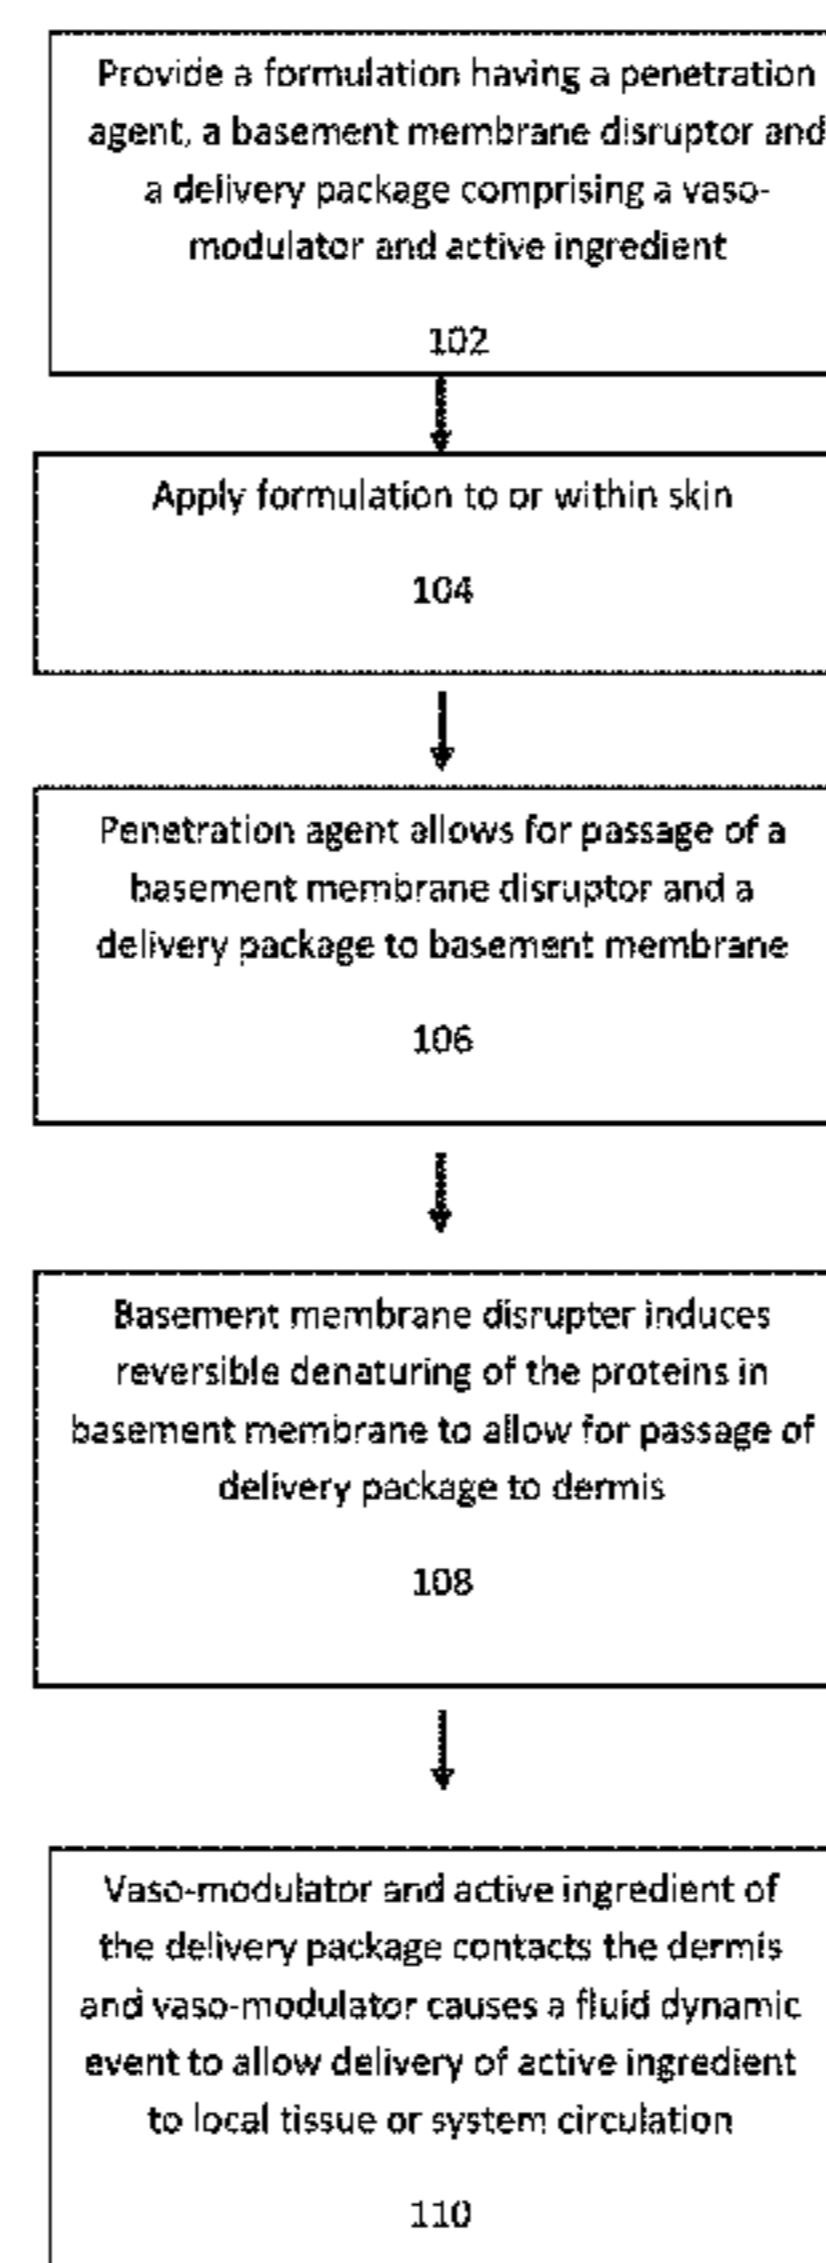 Provide a formulation having a penetration
agent, a basement membrane disruptor and
a delivery package comprising a vaso-
modulator and active ingredient
102
Apply formulation to or within skin
104
Penetration agent allows for passage of a
basement membrane disruptor and a
delivery package to basement membrane
106
Basement membrane disrupter induces
reversible denaturing of the proteins in
basement membrane to allow for passage of
delivery package to dermis
108
Vaso-modulator and active ingredient of
the delivery package contacts the dermis
and vaso-modulator causes a fluid dynamic
event to allow delivery of active ingredient
to local tissue or system circulation
110